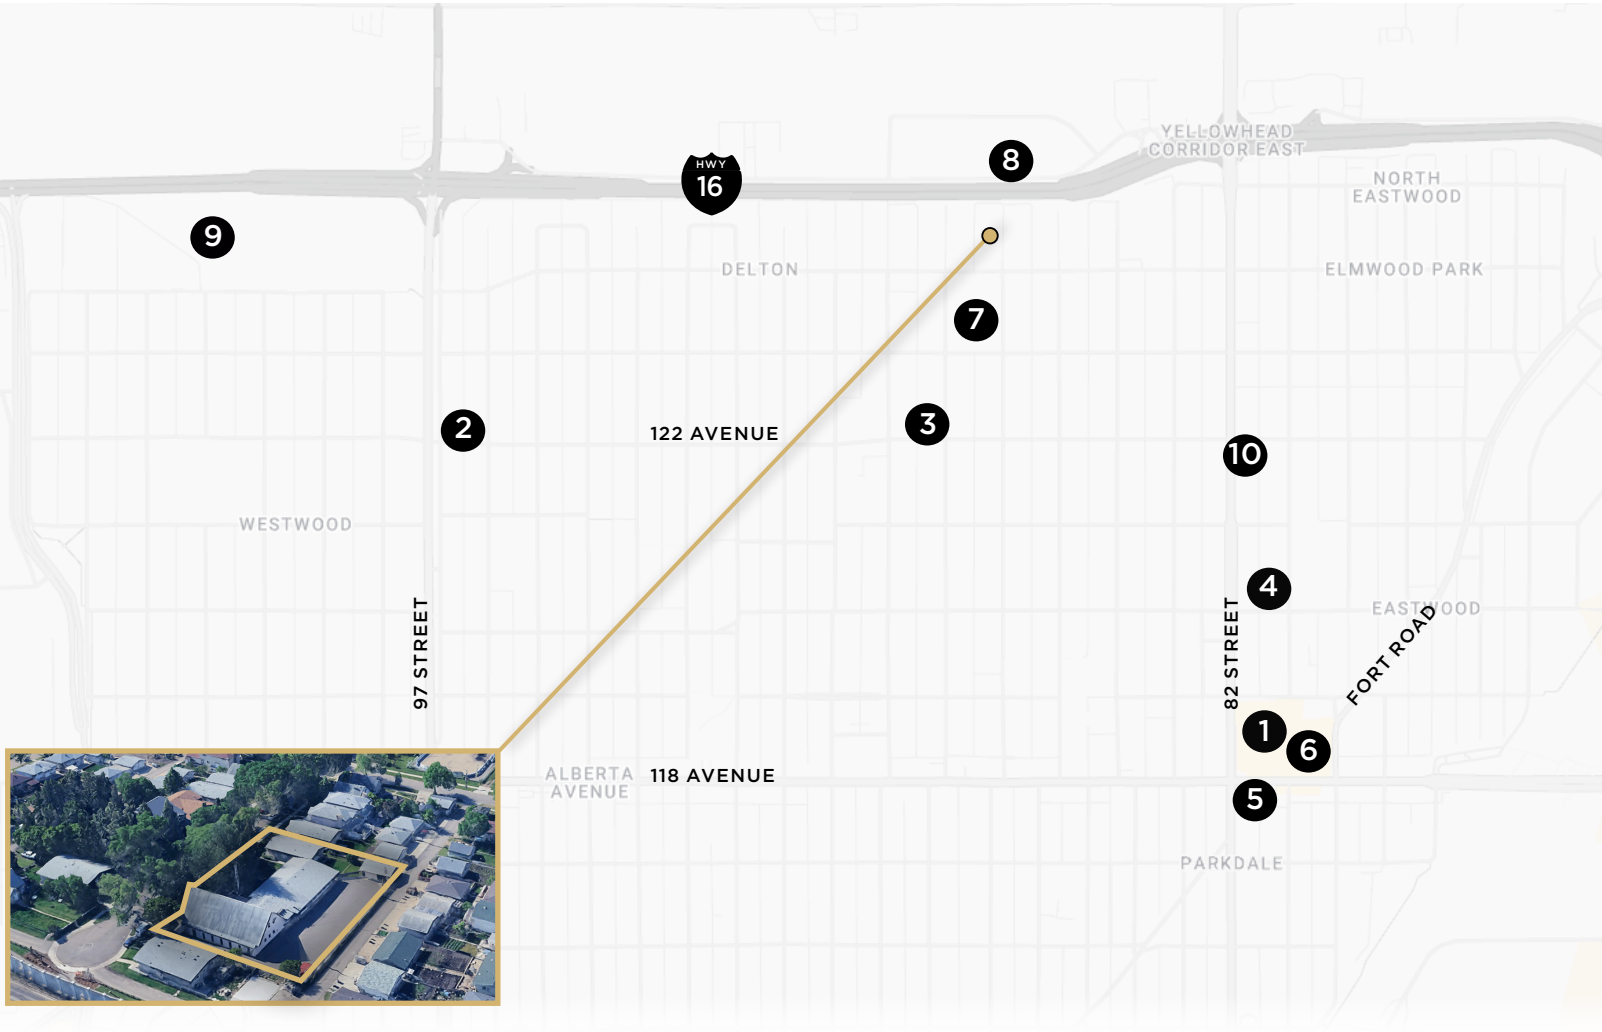 YELLOWHEAD
CORRIDOR EAST
8
HWY
16
NORTH
EASTWOOD
9
DELTON
ELMWOOD PARK
7
2
122 AVENUE
3
10
WESTWOOD
4
97 STREET
82 STREET
EASTWOOD
FORT ROAD
1
6
ALBERTA
AVENUE
118 AVENUE
5
PARKDALE